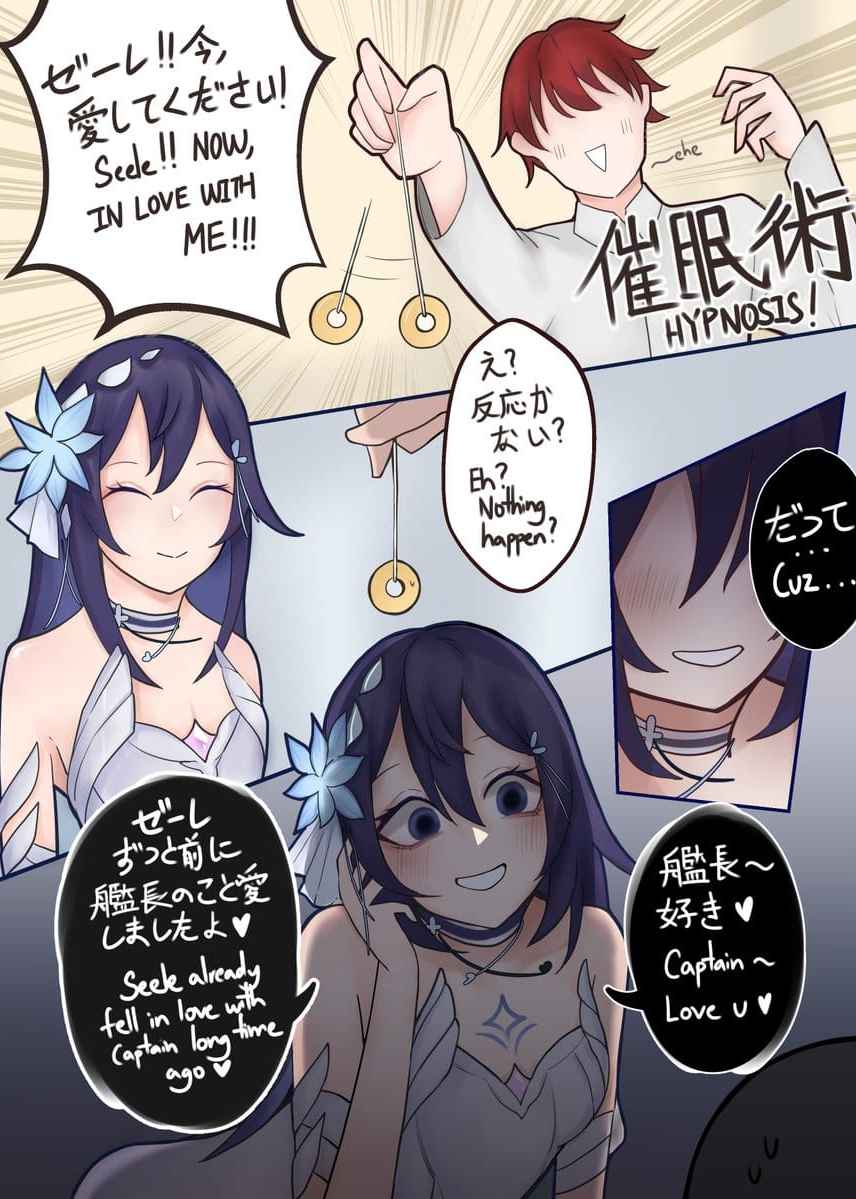 ゼーレ!!今,
愛してください!
Seele!! NOW,
IN LOVE WITH
ME!!!
~ehe
催眠術
HYPNOSIS!
え?
反応か
ない?
Eh?
Nothing
happen?
だって
...
Cuz...
ゼーレ
ずっと前に
艦長のこと愛
しましたよ♥
Seele already
fell in love with
Captain long time
ago♥
艦長~
好き♥
Captain~
Love u♥